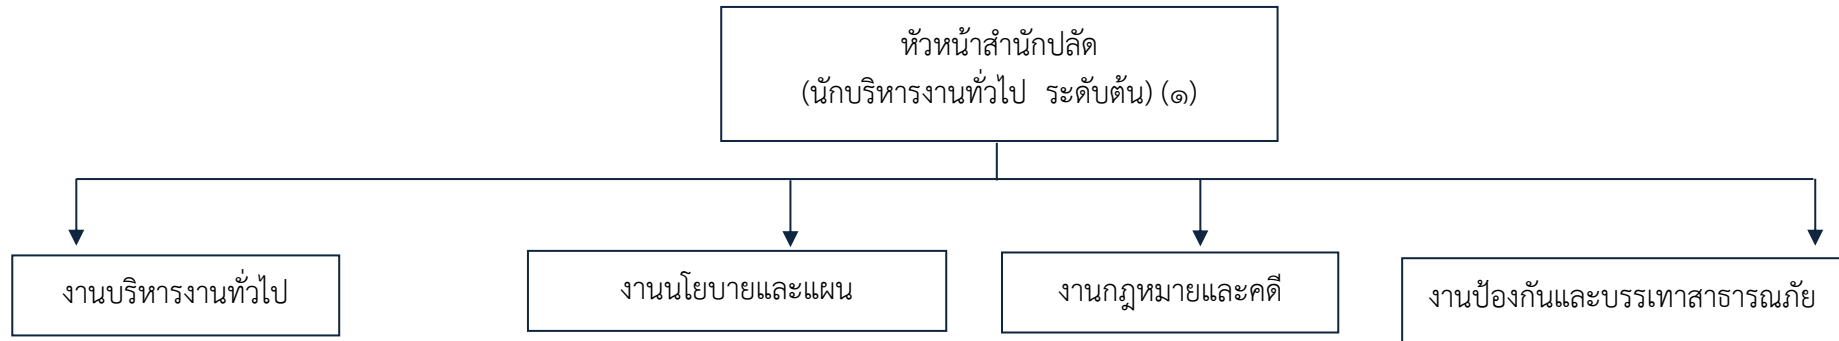 หัวหน้าสำนักปลัด
(นักบริหารงานทั่วไป ระดับต้น) (๑)
งานบริหารงานทั่วไป
งานนโยบายและแผน
งานกฎหมายและคดี
งานป้องกันและบรรเทาสาธารณภัย